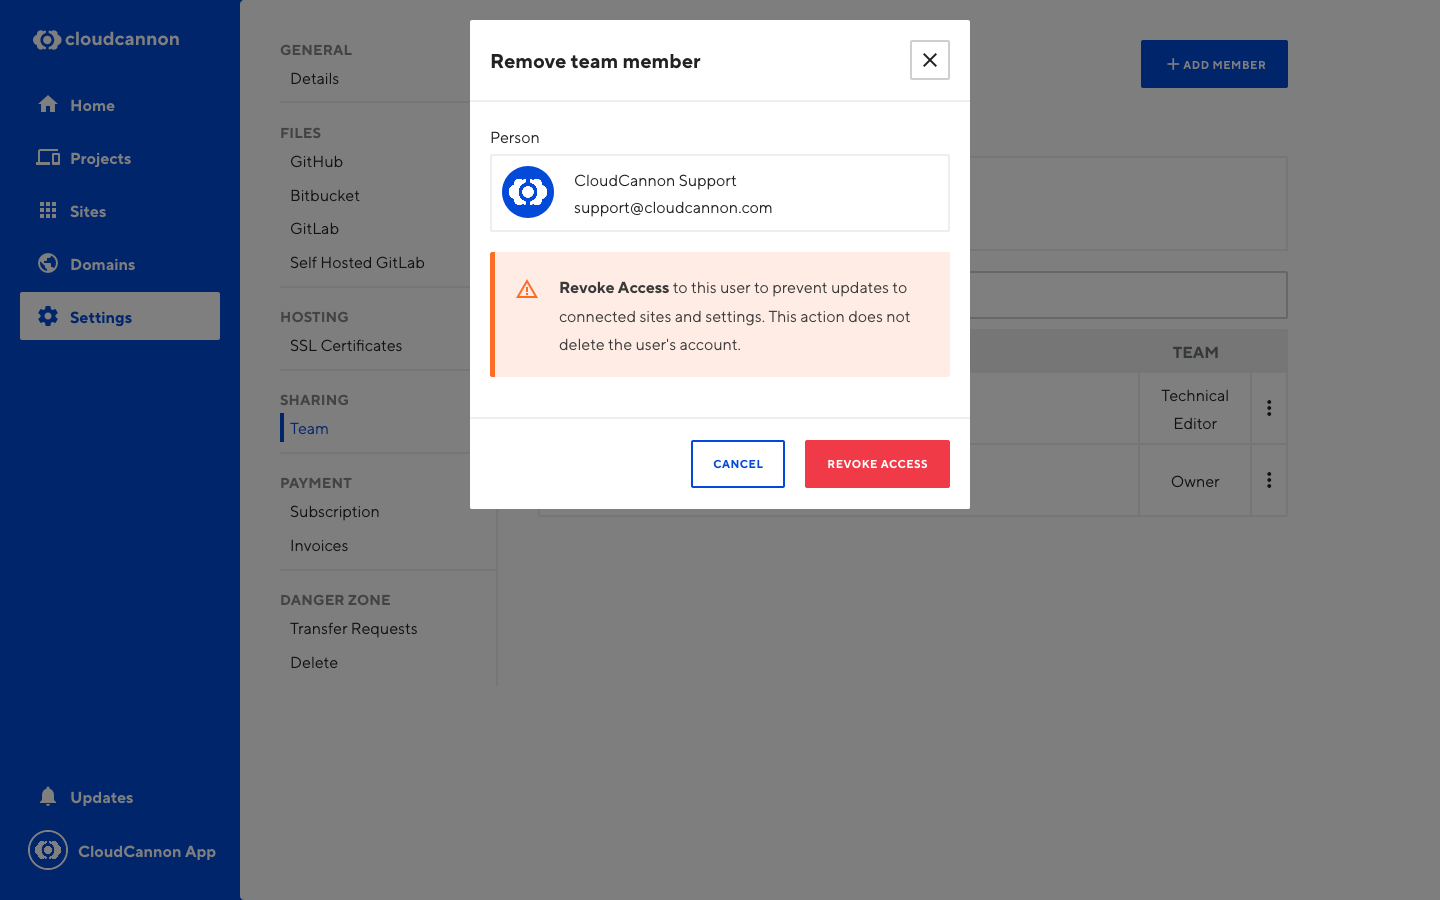 cloudcannon
Home
Projects
Sites
Domains
Settings
Updates
CloudCannon App
GENERAL
Details
FILES
GitHub
Bitbucket
GitLab
Self Hosted GitLab
HOSTING
SSL Certificates
SHARING
Team
PAYMENT
Subscription
Invoices
DANGER ZONE
Transfer Requests
Delete
Remove team member
Person
CloudCannon Support
support@cloudcannon.com
Revoke Access to this user to prevent updates to
connected sites and settings. This action does not
delete the user's account.
CANCEL
REVOKE ACCESS
ADD MEMBER
TEAM
Technical
Editor
Owner